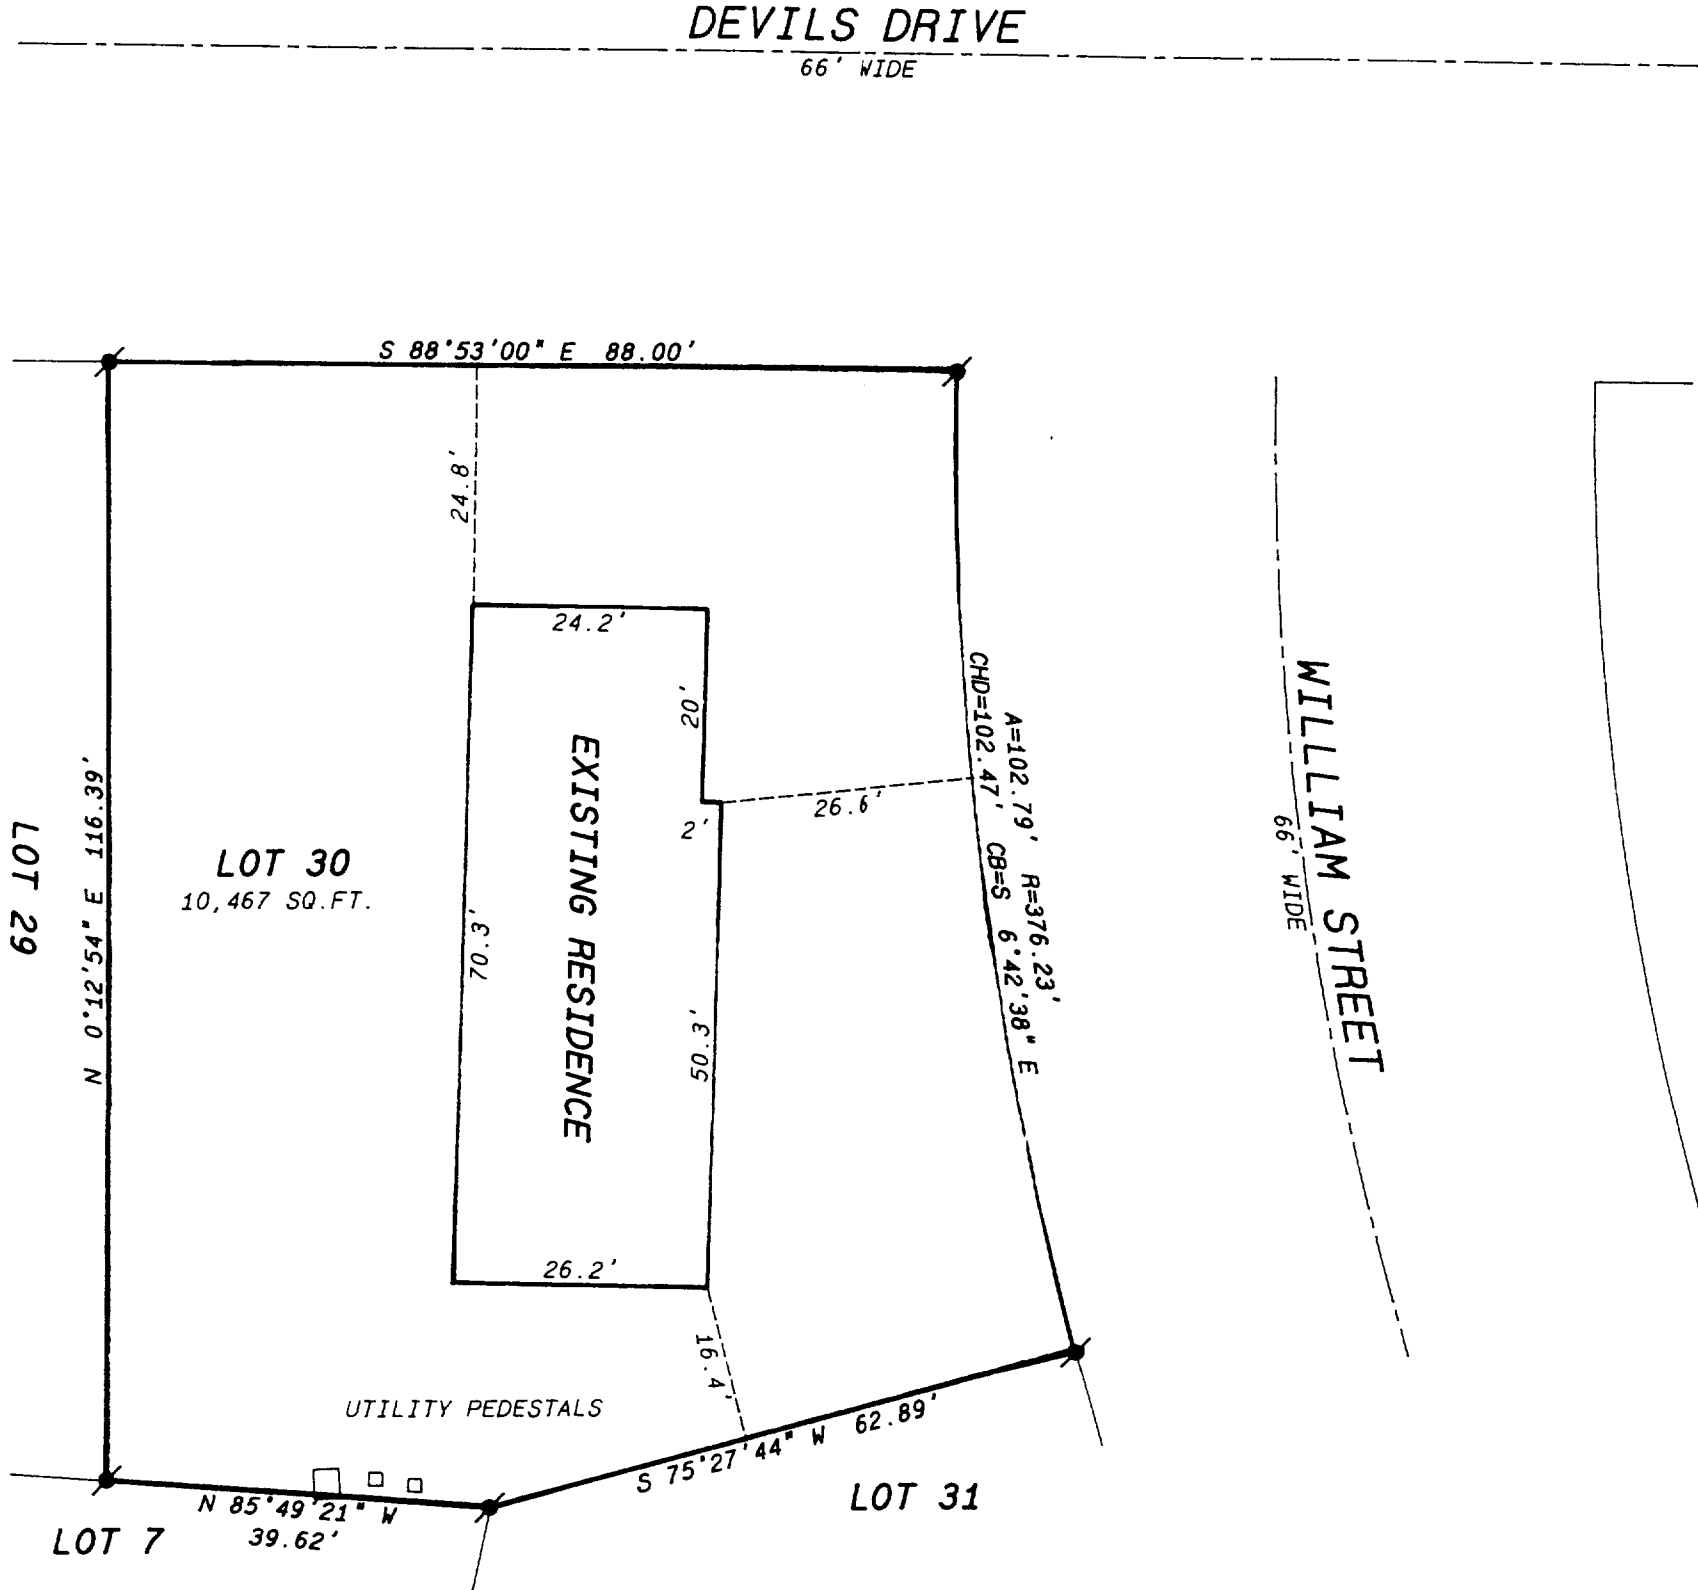 DEVILS DRIVE
66' WIDE
S 88°53'00" E 88.00'
24.8'
24.2'
20'
2'
26.6'
CHD=102.47' CB=S 6°42'38" E
A=102.79' R=376.23'
WILLIAM STREET
66' WIDE
LOT 29
N 0°12'54" E 116.39'
LOT 30
10,467 SQ.FT.
70.3'
EXISTING RESIDENCE
50.3'
26.2'
16.4'
UTILITY PEDESTALS
S 75°27'44" W 62.89'
N 85°49'21" W
39.62'
LOT 7
LOT 31